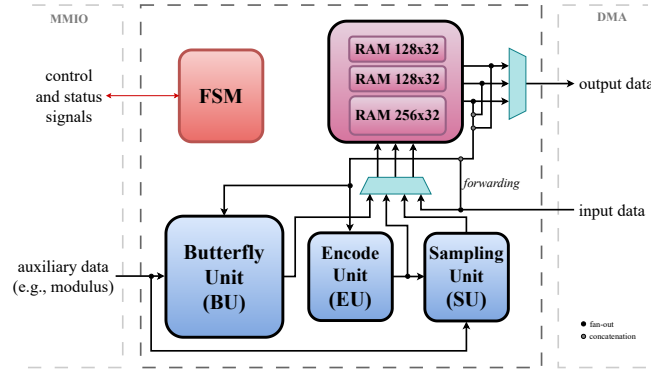 MMIO
DMA
RAM 128x32
RAM 128x32
RAM 256x32
FSM
control
and status
signals
output data
forwarding
input data
Butterfly
Unit
(BU)
Encode
Unit
(EU)
Sampling
Unit
(SU)
auxiliary data
(e.g., modulus)
fan-out
concatenation